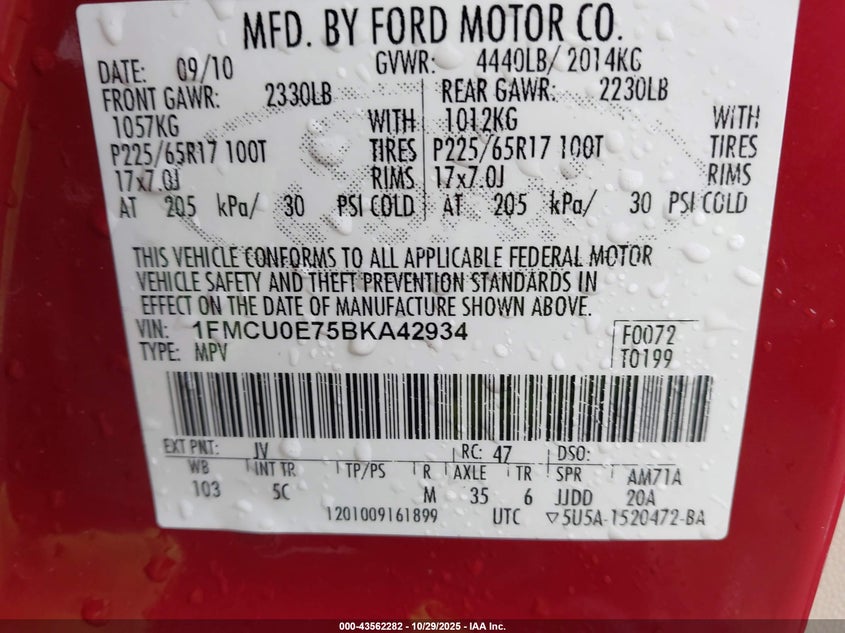 MFD. BY FORD MOTOR CO.
DATE: 09/10 GVWR: 4440LB/ 2014KG
FRONT GAWR: 2330LB REAR GAWR: 2230LB
1057KG WITH 1012KG WITH
P225/65R17 100T TIRES P225/65R17 100T TIRES
17x7.0J RIMS 17x7.0J RIMS
AT 205 kPa/ 30 PSI COLD AT 205 kPa/ 30 PSI COLD
THIS VEHICLE CONFORMS TO ALL APPLICABLE FEDERAL MOTOR
VEHICLE SAFETY AND THEFT PREVENTION STANDARDS IN
EFFECT ON THE DATE OF MANUFACTURE SHOWN ABOVE.
VIN: 1FMCU0E75BKA42934 F0072
TYPE: MPV T0199
EXT PNT: JV RC: 47 DSO:
WB INT TR TP/PS R AXLE TR SPR AM71A
103 5C M 35 6 JJDD 20A
1201009161899 UTC ▽5U5A-1520472-BA
000-43562282 - 10/29/2025 - IAA Inc.